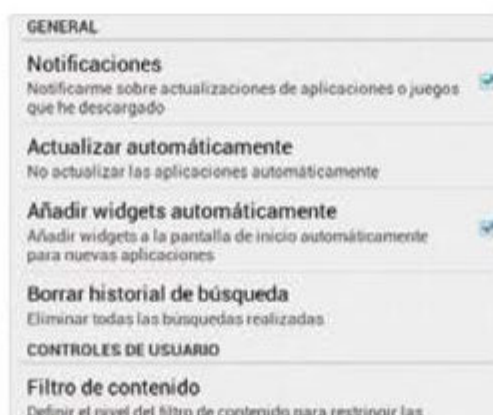 GENERAL
Notificaciones
Notificarme sobre actualizaciones de aplicaciones o juegos
que he descargado
Actualizar automáticamente
No actualizar las aplicaciones automáticamente
Añadir widgets automáticamente
Añadir widgets a la pantalla de inicio automáticamente
para nuevas aplicaciones
Borrar historial de búsqueda
Eliminar todas las búsquedas realizadas
CONTROLES DE USUARIO
Filtro de contenido
Definir el nivel del filtro de contenido para restringir las